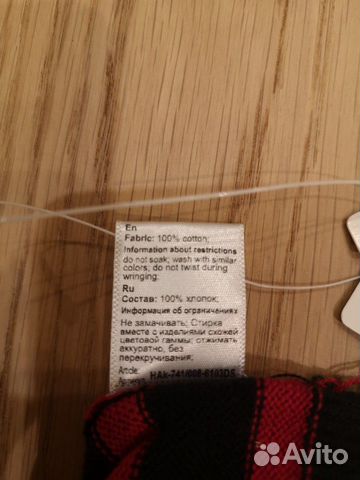 En
Fabric: 100% cotton;
Information about restrictions
do not soak; wash with similar
colors; do not twist during
wringing;
Ru
Состав: 100% хлопок;
Информация об ограничениях
Не замачивать; Стирка
вместе с изделиями схожей
цветовой гаммы; отжимать
аккуратно, без
перекручивания.
Article:
Avito